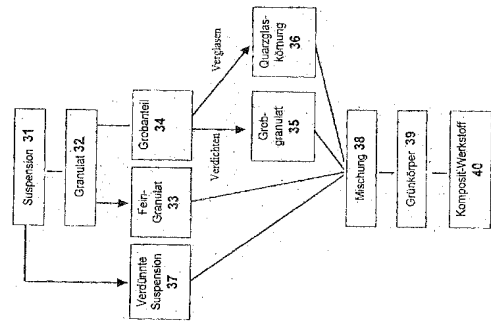 Suspension 31
Granulat 32
Verdünnte
Suspension
37
Fein-
Granulat
33
Grobanteil
34
Verdichten
Verglasen
Grob-
granulat
35
Quarzglas-
körnung
36
Mischung 38
Grünkörper 39
Komposit-Werkstoff
40